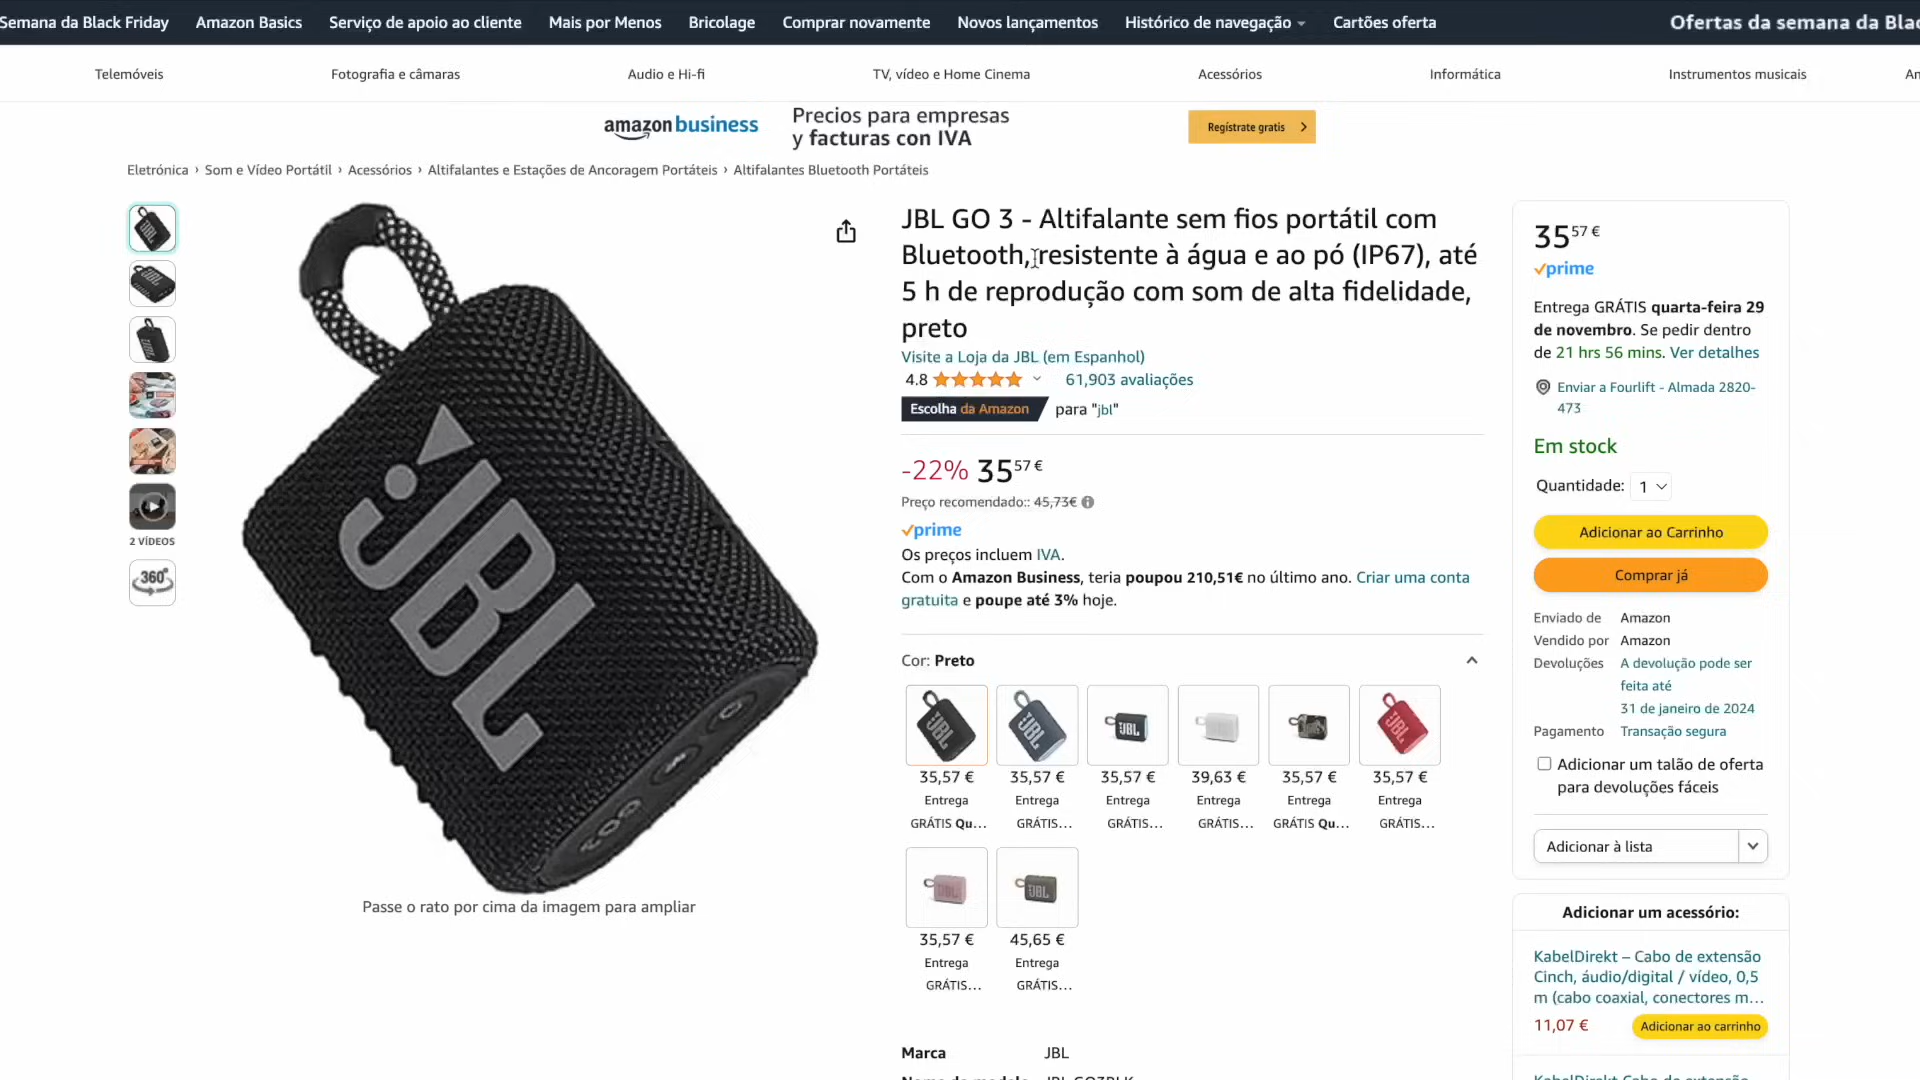 Semana da Black Friday
Amazon Basics
Serviço de apoio ao cliente
Mais por Menos
Bricolage
Comprar novamente
Novos lançamentos
Histórico de navegação
Cartões oferta
Ofertas da semana da
Telemóveis
Fotografia e câmaras
Audio e Hi-fi
TV, vídeo e Home Cinema
Acessórios
Informática
Instrumentos musicais
amazon business
Precios para empresas
y facturas con IVA
Regístrate gratis
Eletrónica › Som e Vídeo Portátil › Acessórios › Altifalantes e Estações de Ancoragem Portáteis › Altifalantes Bluetooth Portáteis
JBL
2 VÍDEOS
360°
Passe o rato por cima da imagem para ampliar
JBL GO 3 - Altifalante sem fios portátil com
Bluetooth, resistente à água e ao pó (IP67), até
5 h de reprodução com som de alta fidelidade,
preto
Visite a Loja da JBL (em Espanhol)
4.8
61,903 avaliações
Escolha da Amazon para "jbl"
-22% 35 57 €
Preço recomendado:: 45,73€
prime
Os preços incluem IVA.
Com o Amazon Business, teria poupou 210,51€ no último ano. Criar uma conta
gratuita e poupe até 3% hoje.
Cor: Preto
35,57 €
Entrega
GRÁTIS Qu...
35,57 €
Entrega
GRÁTIS...
35,57 €
Entrega
GRÁTIS...
39,63 €
Entrega
GRÁTIS...
35,57 €
Entrega
GRÁTIS Qu...
35,57 €
Entrega
GRÁTIS...
35,57 €
Entrega
GRÁTIS...
45,65 €
Entrega
GRÁTIS...
Marca JBL
35 57 €
prime
Entrega GRÁTIS quarta-feira 29
de novembro. Se pedir dentro
de 21 hrs 56 mins. Ver detalhes
Enviar a Fourlift - Almada 2820-
473
Em stock
Quantidade: 1
Adicionar ao Carrinho
Comprar já
Enviado de Amazon
Vendido por Amazon
Devoluções A devolução pode ser
feita até
31 de janeiro de 2024
Pagamento Transação segura
Adicionar um talão de oferta
para devoluções fáceis
Adicionar à lista
Adicionar um acessório:
KabelDirekt – Cabo de extensão
Cinch, áudio/digital / vídeo, 0,5
m (cabo coaxial, conectores m...
11,07 €
Adicionar ao carrinho